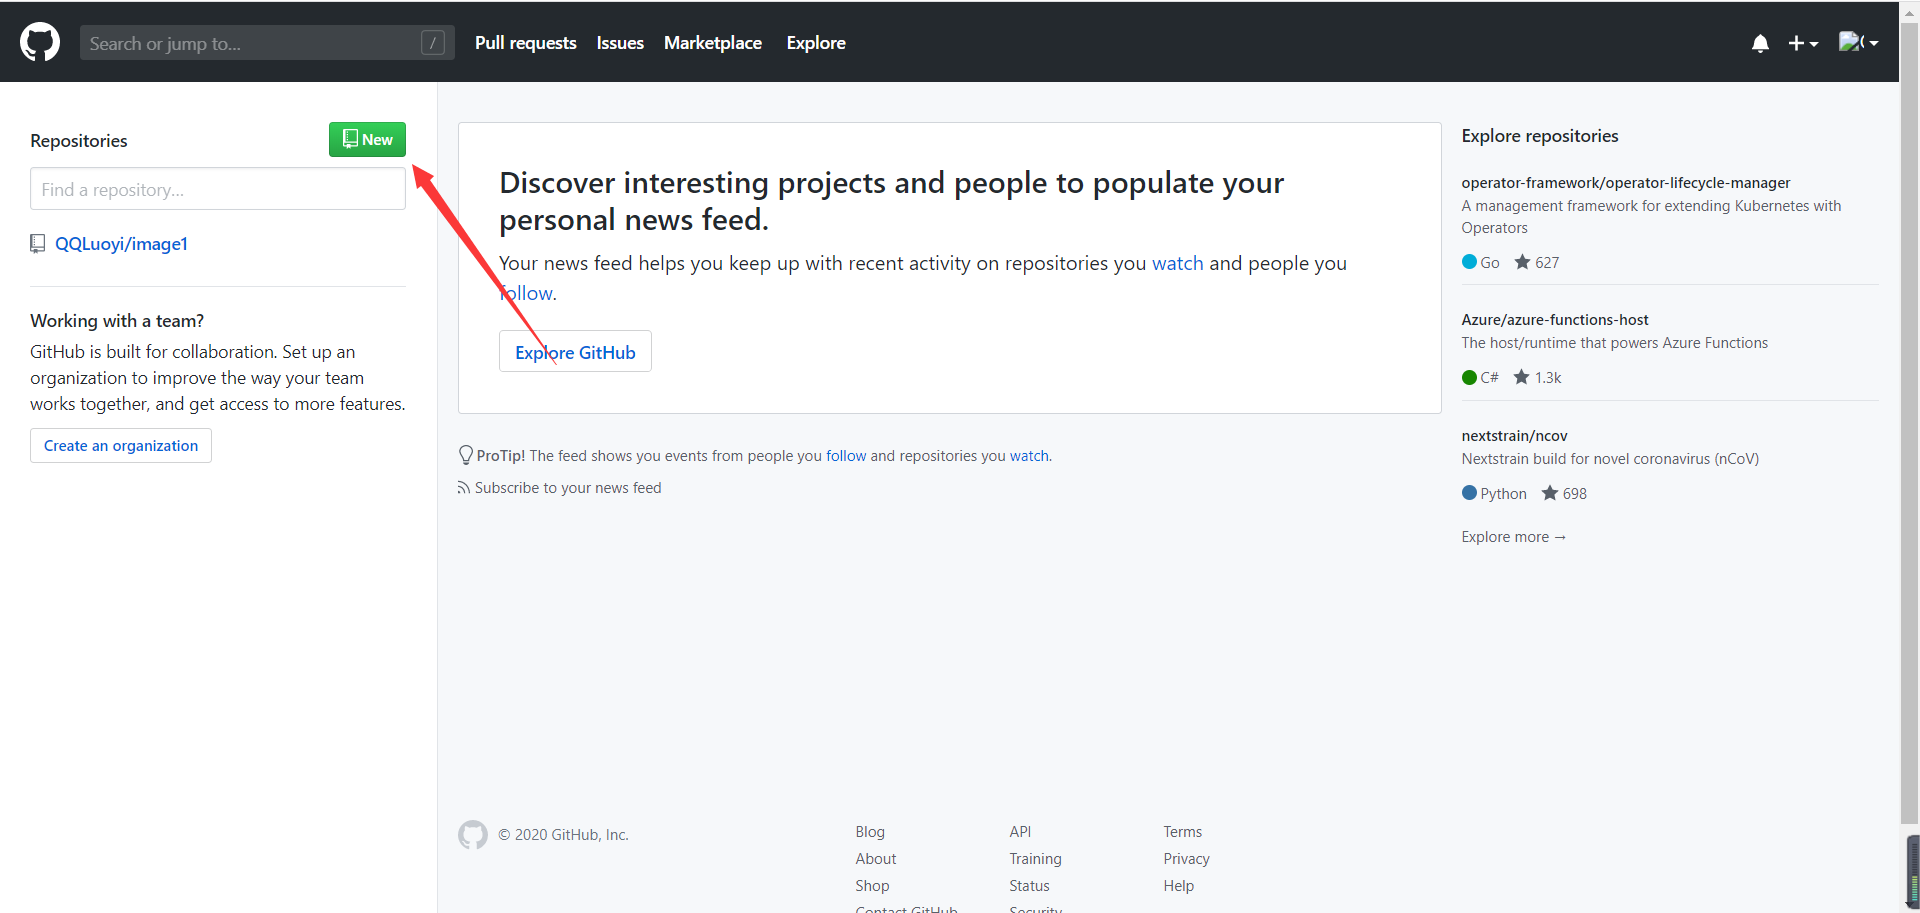 Search or jump to...
/
Pull requests
Issues
Marketplace
Explore
Repositories
New
Find a repository...
QQLuoyi/image1
Working with a team?
GitHub is built for collaboration. Set up an
organization to improve the way your team
works together, and get access to more features.
Create an organization
Discover interesting projects and people to populate your
personal news feed.
Your news feed helps you keep up with recent activity on repositories you watch and people you
follow.
Explore GitHub
ProTip! The feed shows you events from people you follow and repositories you watch.
Subscribe to your news feed
Explore repositories
operator-framework/operator-lifecycle-manager
A management framework for extending Kubernetes with
Operators
Go 627
Azure/azure-functions-host
The host/runtime that powers Azure Functions
C# 1.3k
nextstrain/ncov
Nextstrain build for novel coronavirus (nCoV)
Python 698
Explore more →
© 2020 GitHub, Inc.
Blog
About
Shop
Contact GitHub
API
Training
Status
Security
Terms
Privacy
Help